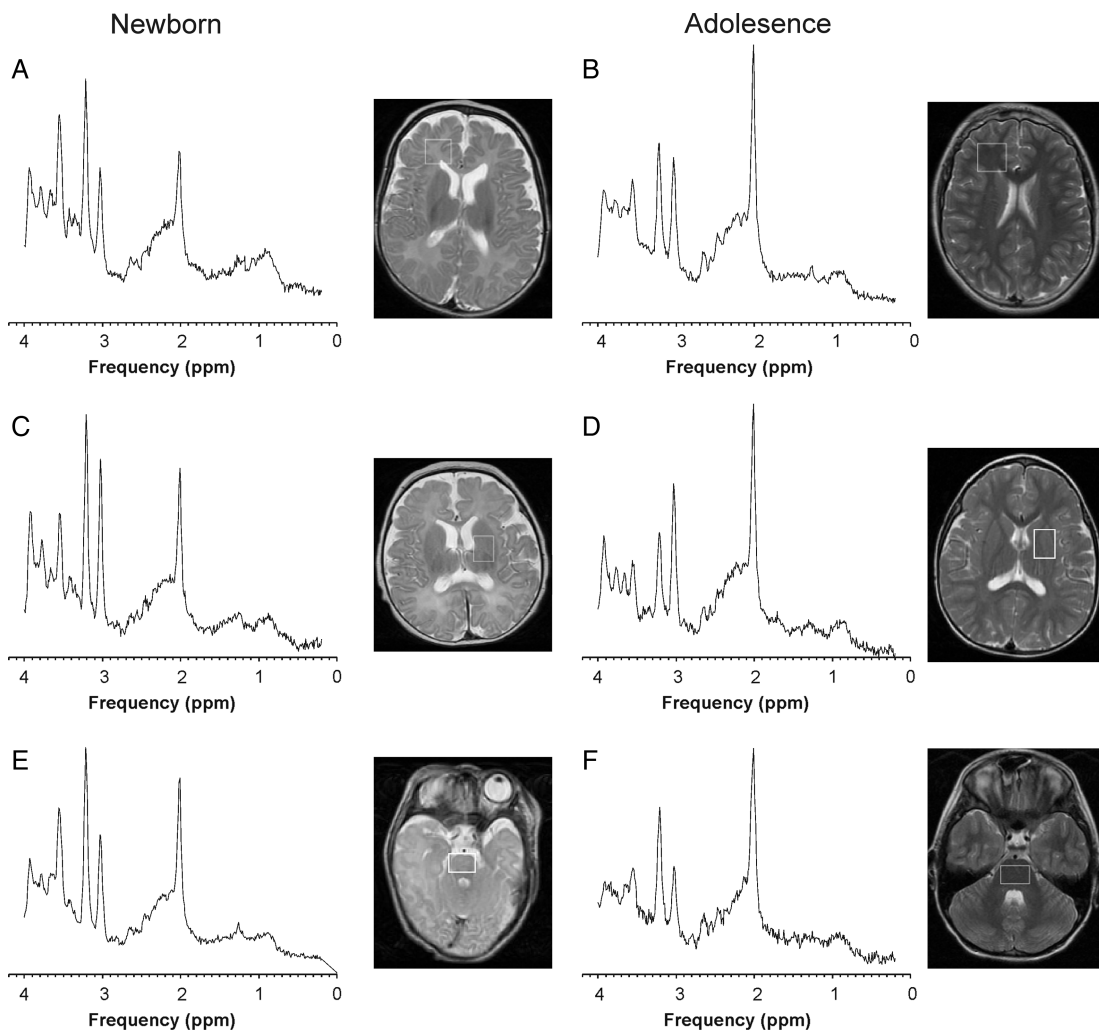 Newborn
Adolesence
A
B
4 3 2 1 0
4 3 2 1 0
Frequency (ppm)
Frequency (ppm)
C
D
4 3 2 1 0
4 3 2 1 0
Frequency (ppm)
Frequency (ppm)
E
F
4 3 2 1 0
4 3 2 1 0
Frequency (ppm)
Frequency (ppm)